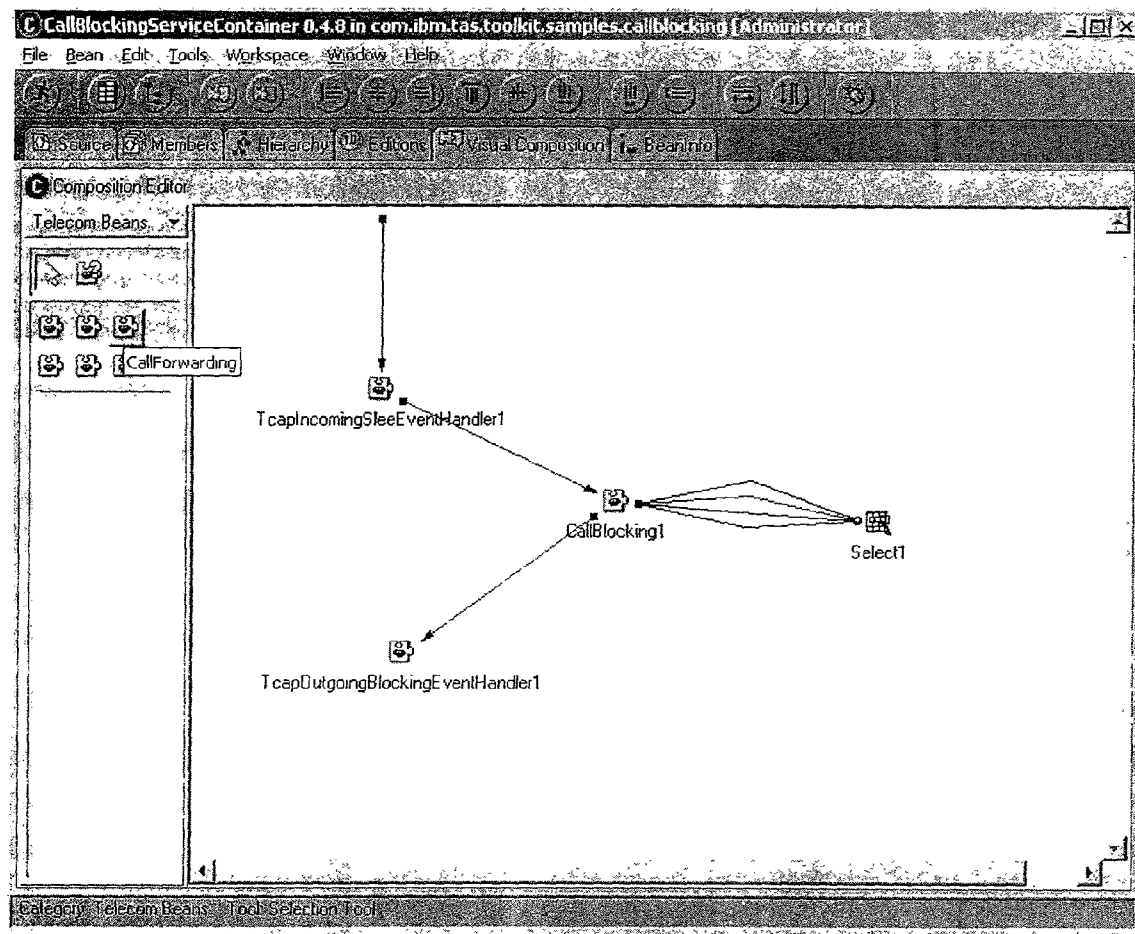 CallBlockingServiceContainer 0.4.8 in com.ibm.tas.toolkit.samples.callblocking [Administrator]
File Bean Edit Tools Workspace Window Help
Source Members Hierarchy Editions Visual Composition BeanInfo
Composition Editor
Telecom Beans
CallForwarding
TcapIncomingSleeEventHandler1
CallBlocking1
Select1
TcapOutgoingBlockingEventHandler1
Category: Telecom Beans Tool: Selection Tool